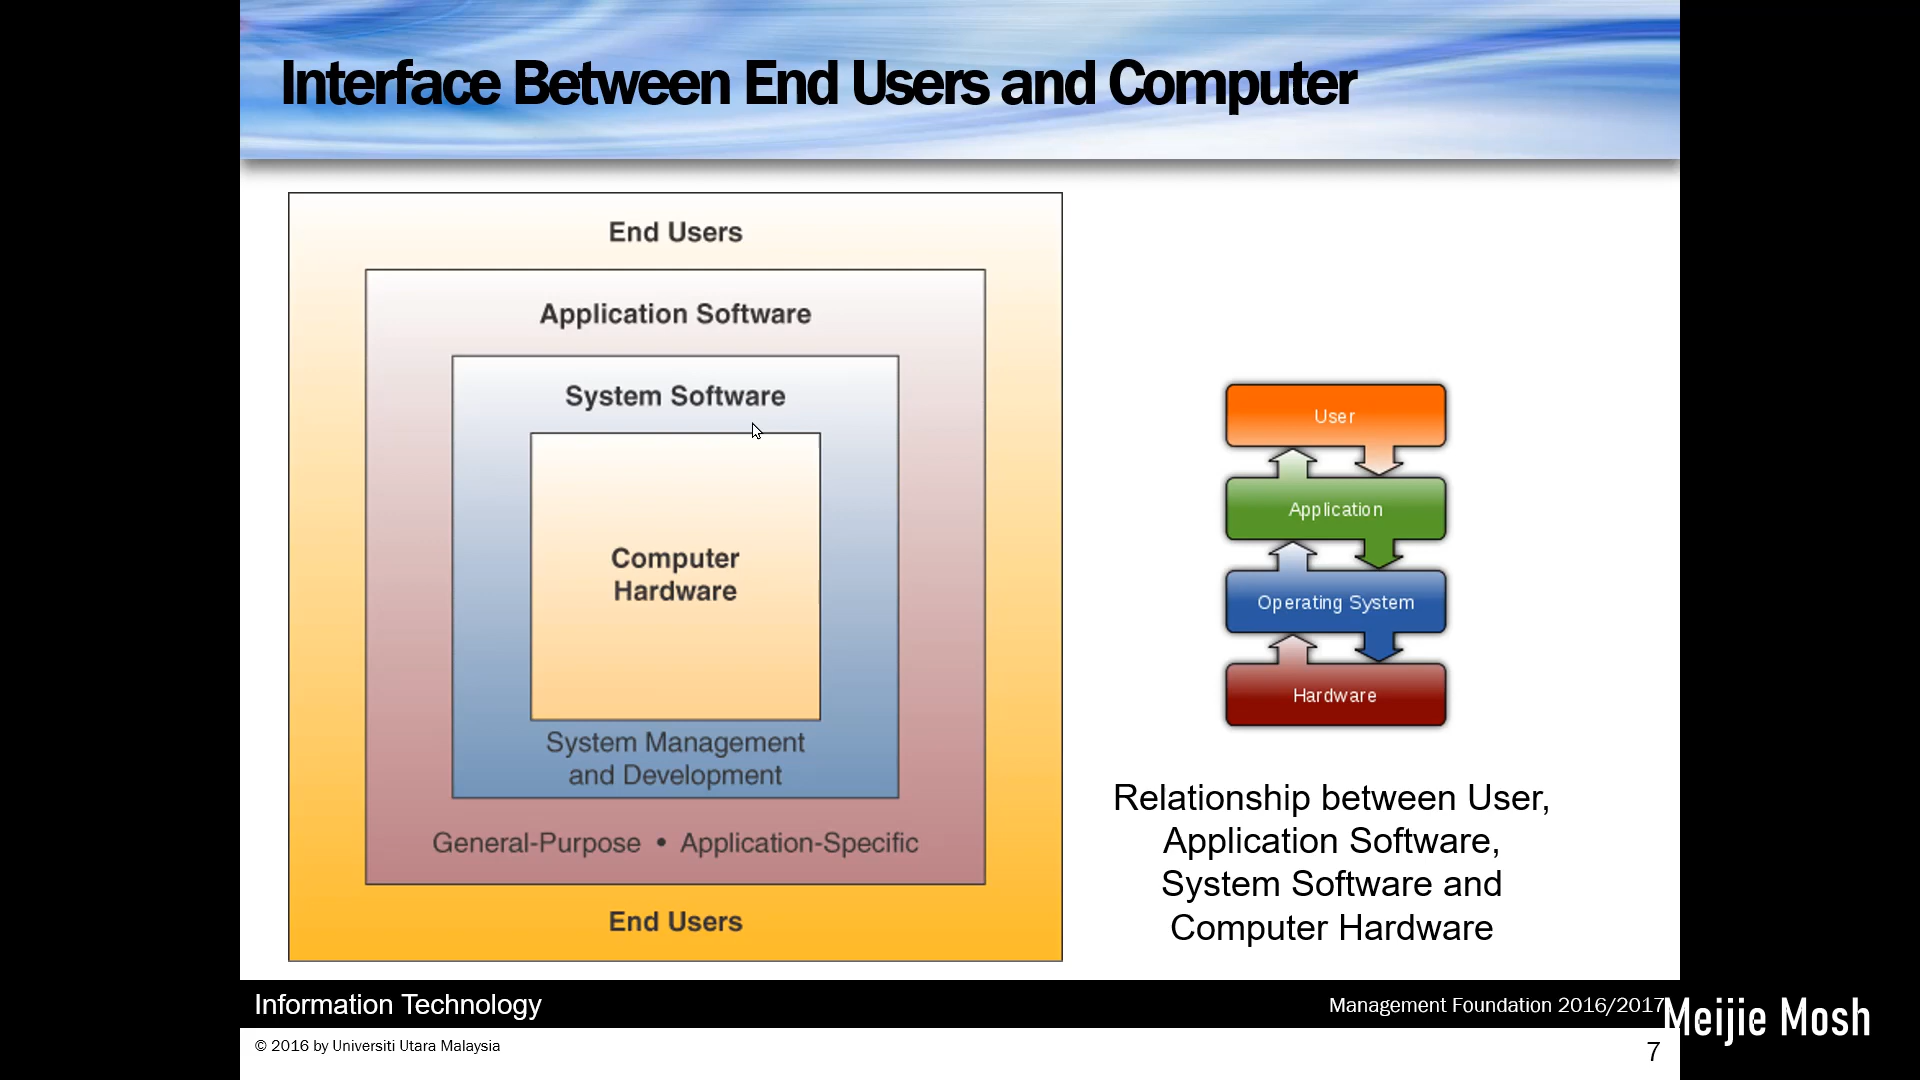 Interface Between End Users and Computer
End Users
Application Software
System Software
Computer
Hardware
System Management
and Development
General-Purpose • Application-Specific
End Users
User
Application
Operating System
Hardware
Relationship between User,
Application Software,
System Software and
Computer Hardware
Information Technology
Management Foundation 2016/2017
Meijie Mosh
© 2016 by Universiti Utara Malaysia
7